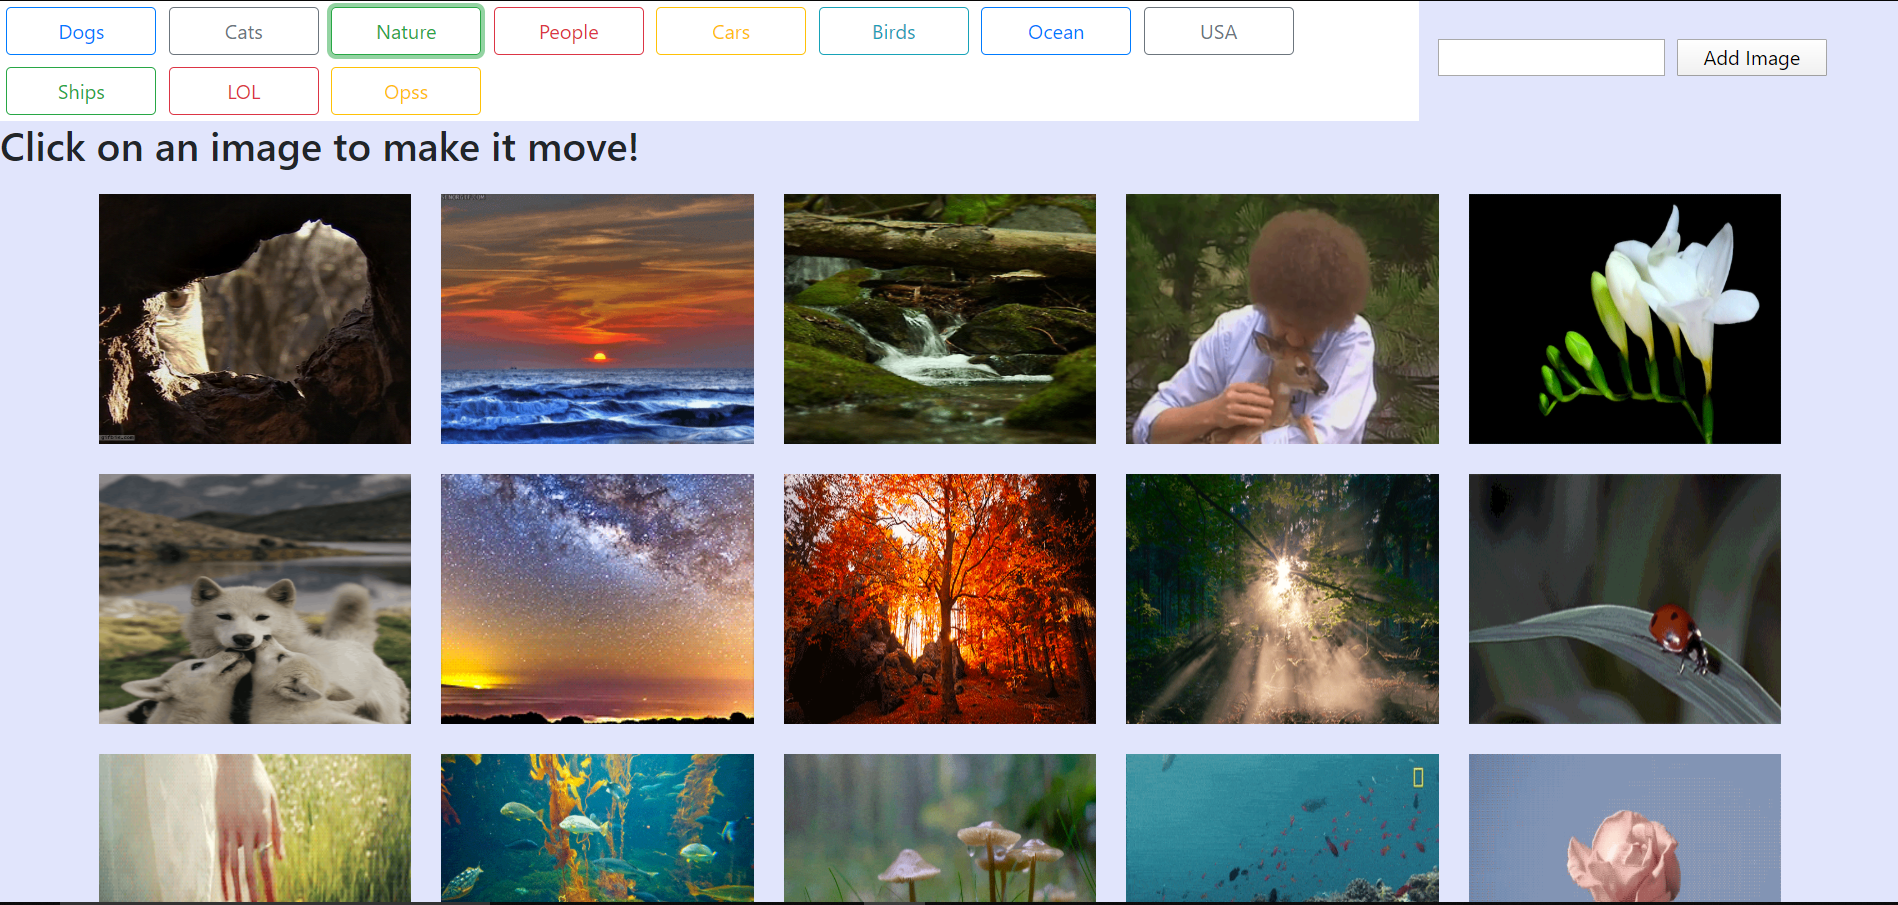 Dogs Cats Nature People Cars Birds Ocean USA
Add Image
Ships LOL Opss
Click on an image to make it move!